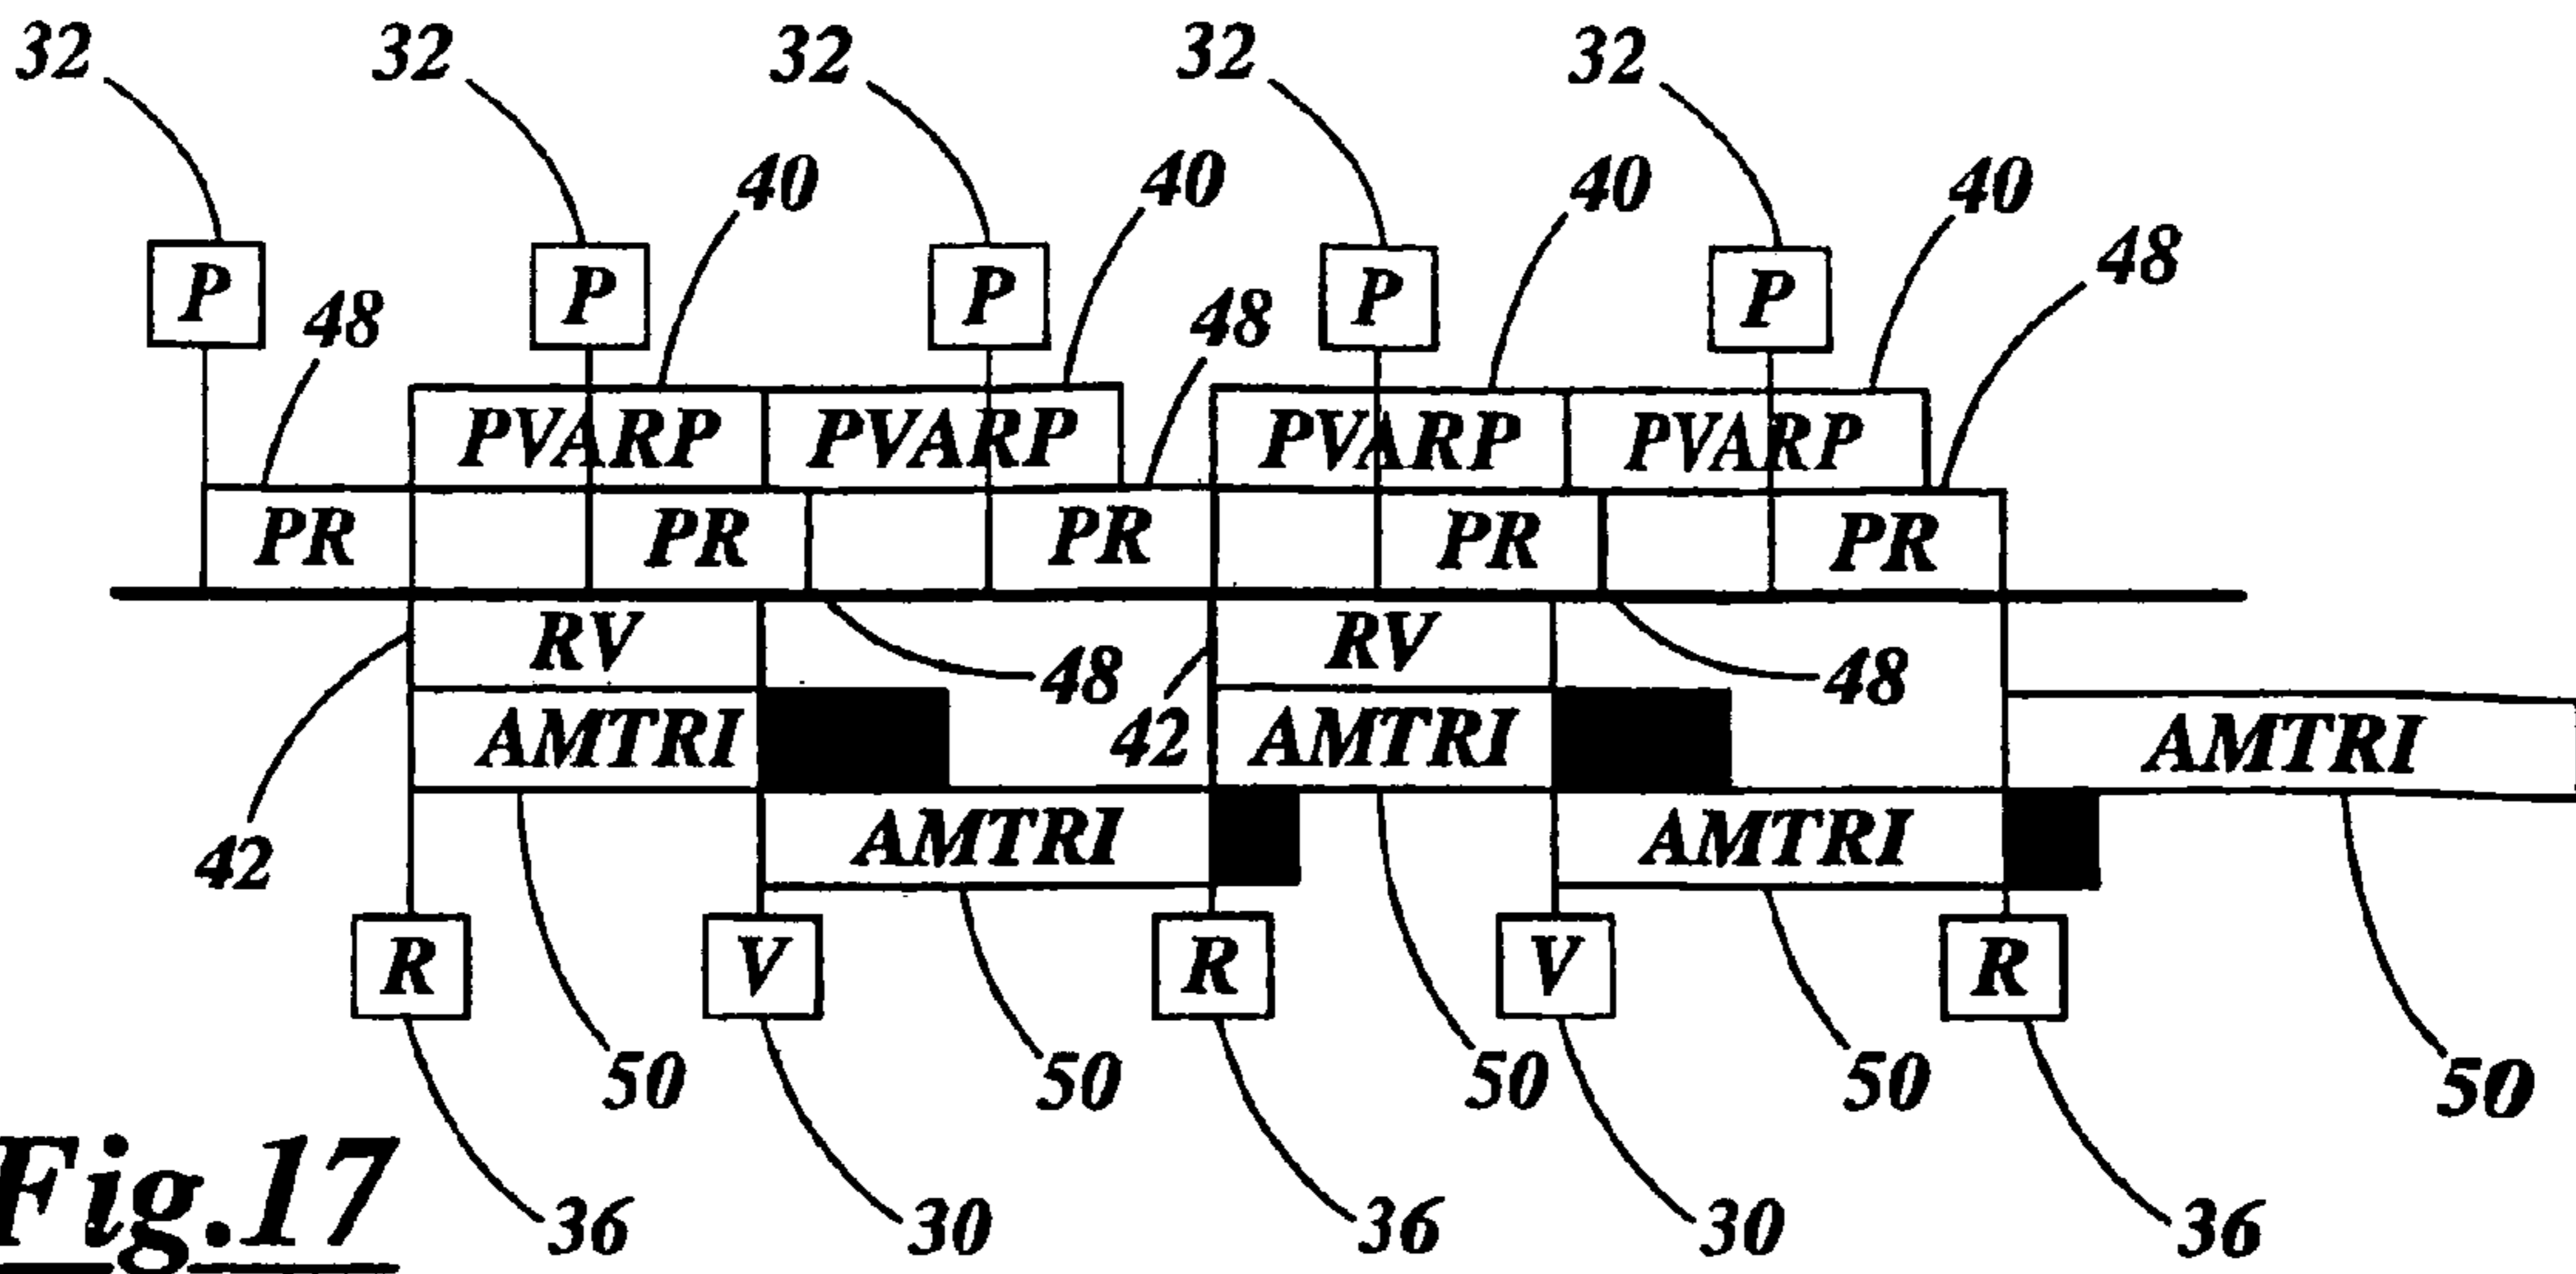 32 32 32 32 32
40 40 40 40
P P P P P
48 48 48
PVARP PVARP PVARP PVARP
PR PR PR PR PR
RV RV
48 48
AMTRI 42 AMTRI AMTRI
42 AMTRI AMTRI
R V R V R
50 50 50 50 50
Fig.17
36 30 36 30 36